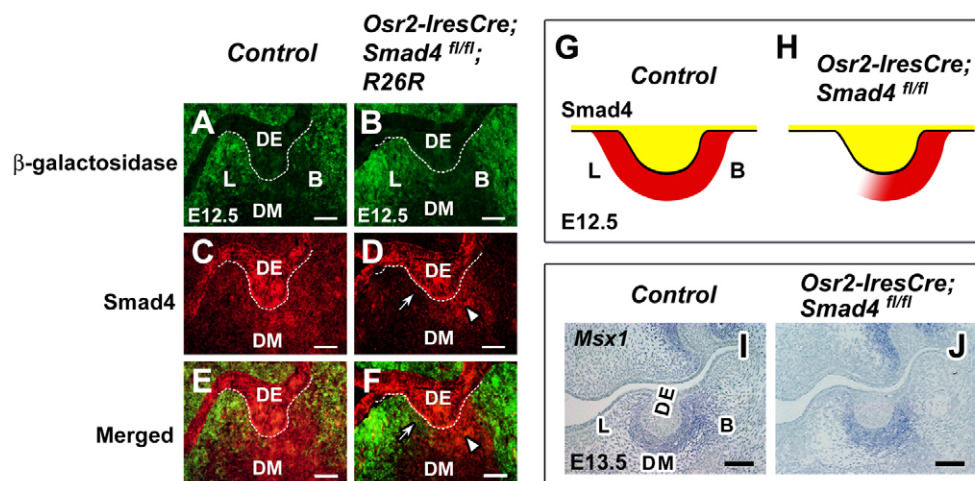 Control
Osr2-IresCre;
Smad4 fl/fl;
R26R
β-galactosidase
A
DE
L
B
DM
E12.5
B
DE
L
B
DM
E12.5
Smad4
C
DE
DM
D
DE
DM
Merged
E
DE
DM
F
DE
DM
G
Control
Smad4
L
B
E12.5
H
Osr2-IresCre;
Smad4 fl/fl
Control
Osr2-IresCre;
Smad4 fl/fl
Msx1
I
DE
L
B
E13.5
DM
J